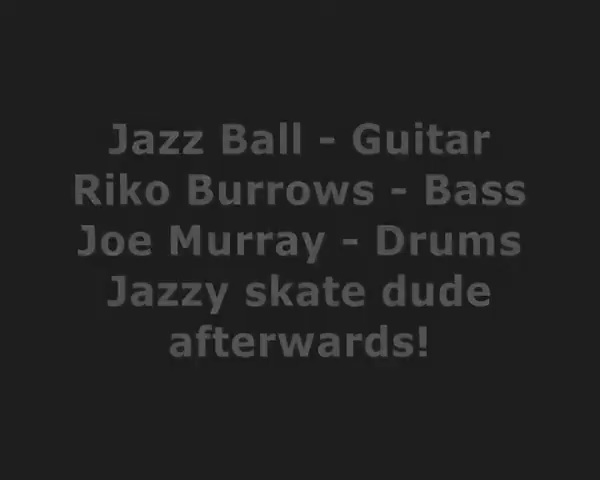 Jazz Ball - Guitar
Riko Burrows - Bass
Joe Murray - Drums
Jazzy skate dude
afterwards!